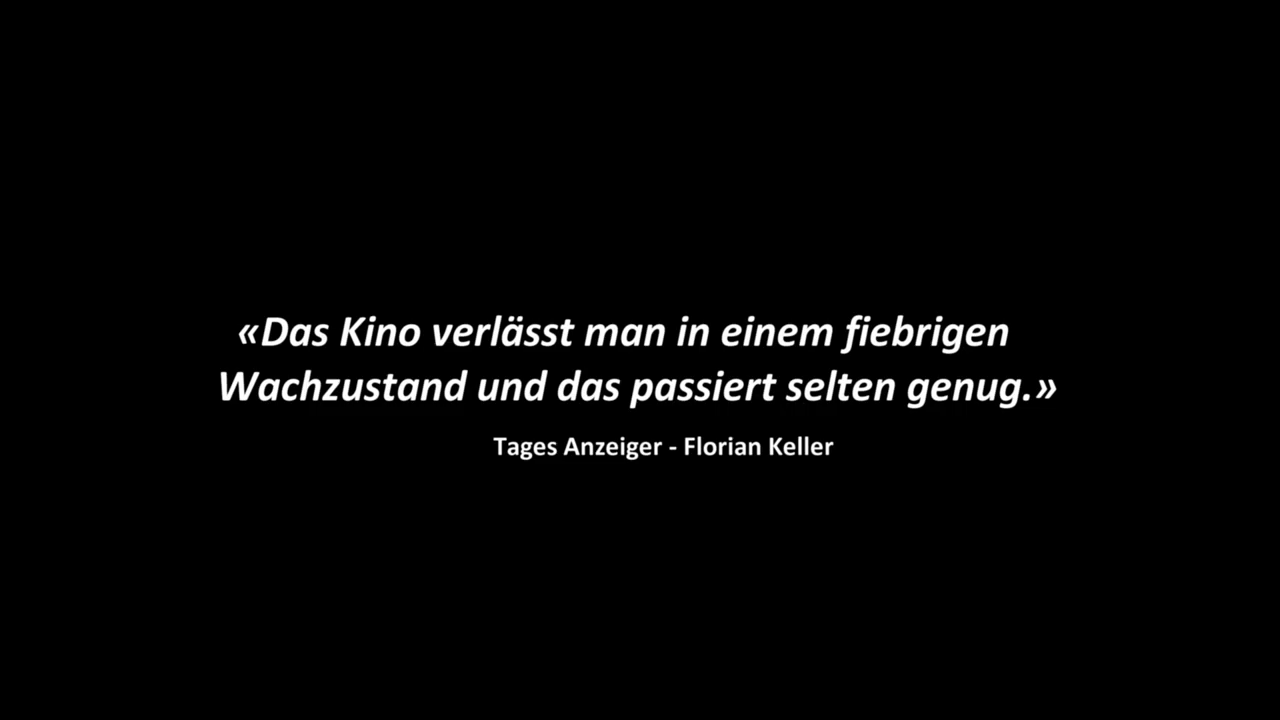 «Das Kino verlässt man in einem fiebrigen
Wachzustand und das passiert selten genug.»
Tages Anzeiger - Florian Keller